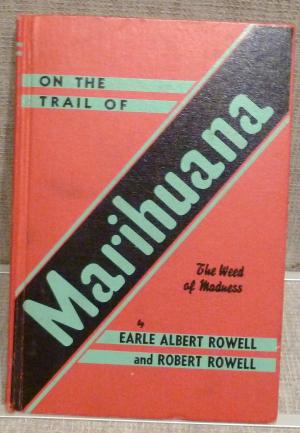 ON THE
TRAIL OF
Marihuana
The Weed
of Madness
by
EARLE ALBERT ROWELL
and ROBERT ROWELL